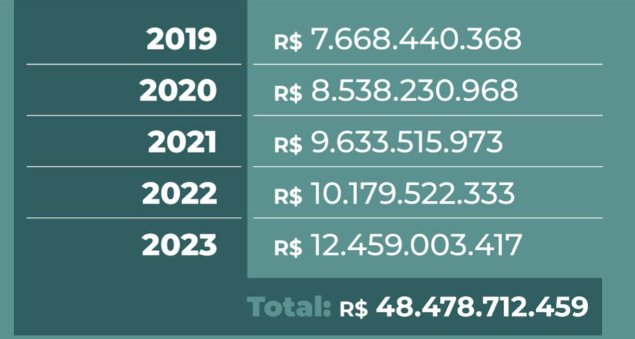 2019 R$ 7.668.440.368
2020 R$ 8.538.230.968
2021 R$ 9.633.515.973
2022 R$ 10.179.522.333
2023 R$ 12.459.003.417
Total: R$ 48.478.712.459